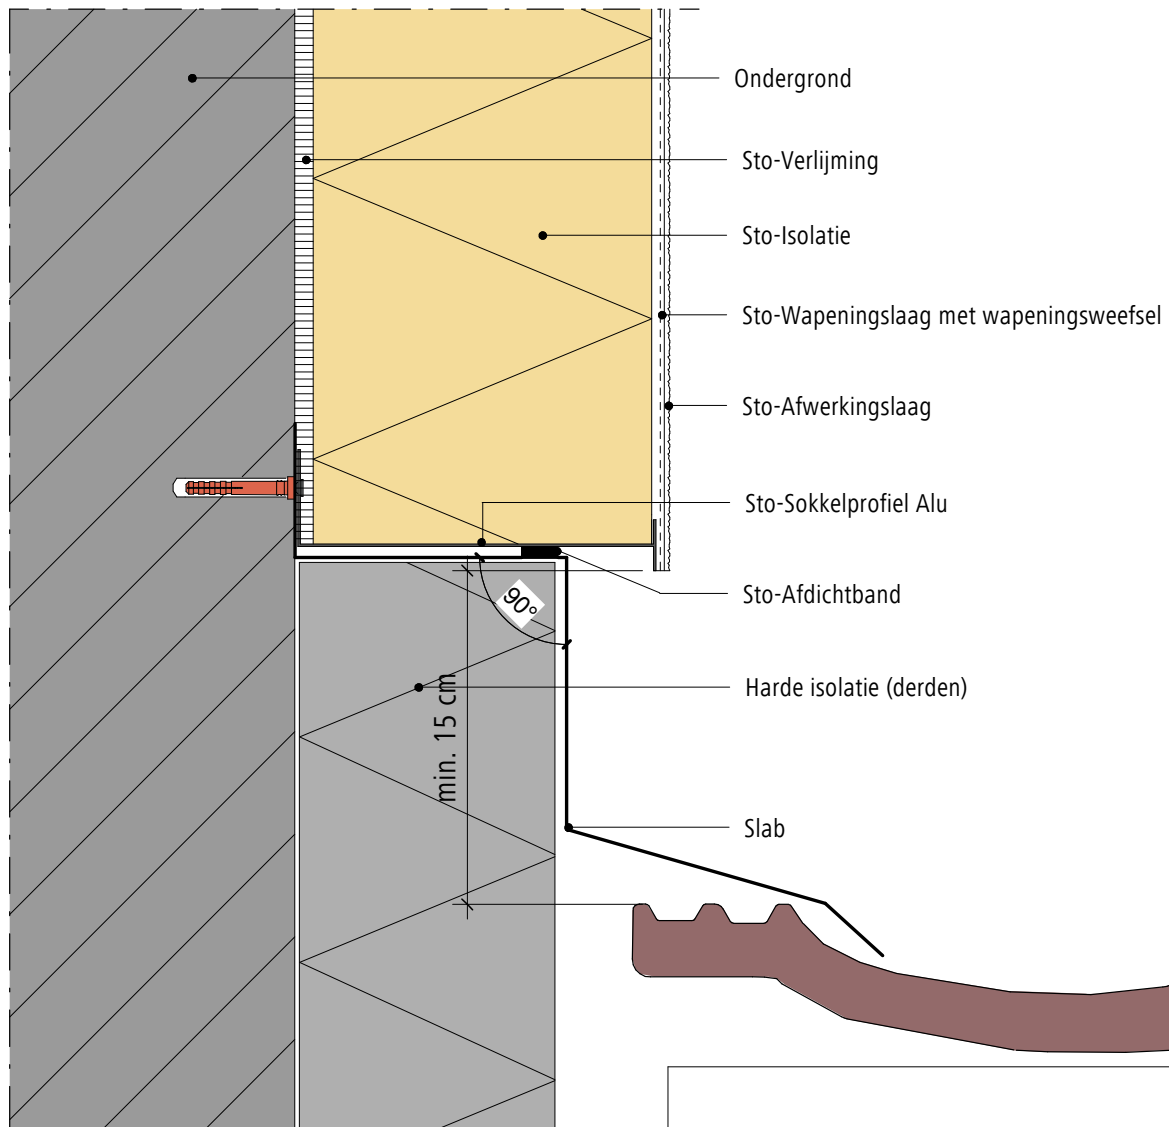 Ondergrond
Sto-Verlijming
Sto-Isolatie
Sto-Wapeningslaag met wapeningsweefsel
Sto-Afwerkingslaag
Sto-Sokkelprofiel Alu
90°
Sto-Afdichtband
Harde isolatie (derden)
min. 15 cm
Slab